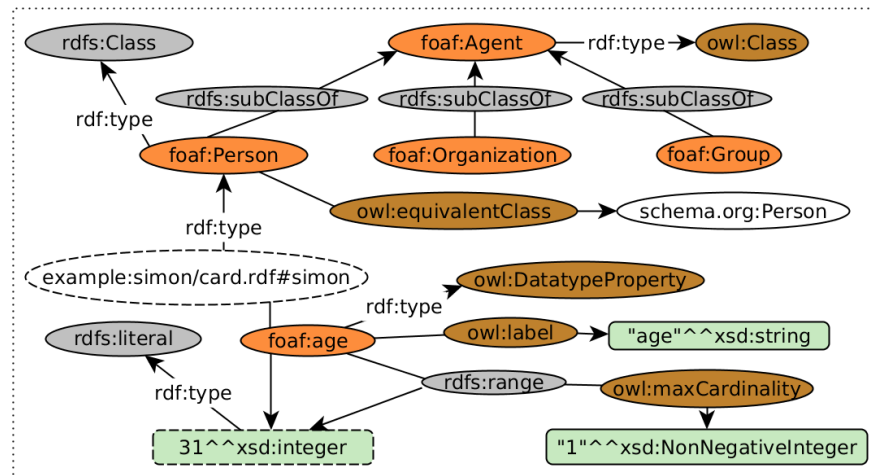 rdfs:Class
foaf:Agent
rdf:type
owl:Class
rdfs:subClassOf
rdfs:subClassOf
rdfs:subClassOf
rdf:type
foaf:Person
foaf:Organization
foaf:Group
owl:equivalentClass
schema.org:Person
rdf:type
example:simon/card.rdf#simon
owl:DatatypeProperty
rdf:type
rdfs:literal
foaf:age
owl:label
"age"^^xsd:string
rdfs:range
owl:maxCardinality
rdf:type
31^^xsd:integer
"1"^^xsd:NonNegativeInteger